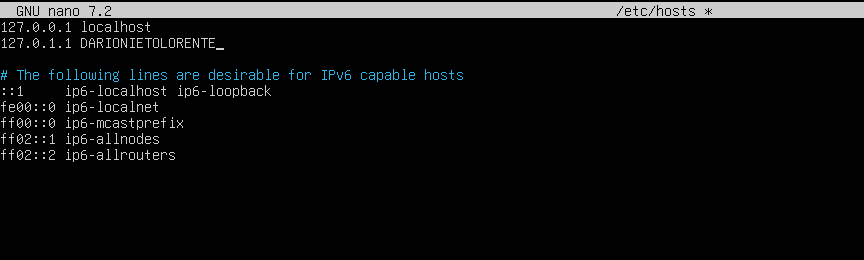 GNU nano 7.2 /etc/hosts *
127.0.0.1 localhost
127.0.1.1 DARIONIETOLORENTE_
# The following lines are desirable for IPv6 capable hosts
::1 ip6-localhost ip6-loopback
fe00::0 ip6-localnet
ff00::0 ip6-mcastprefix
ff02::1 ip6-allnodes
ff02::2 ip6-allrouters